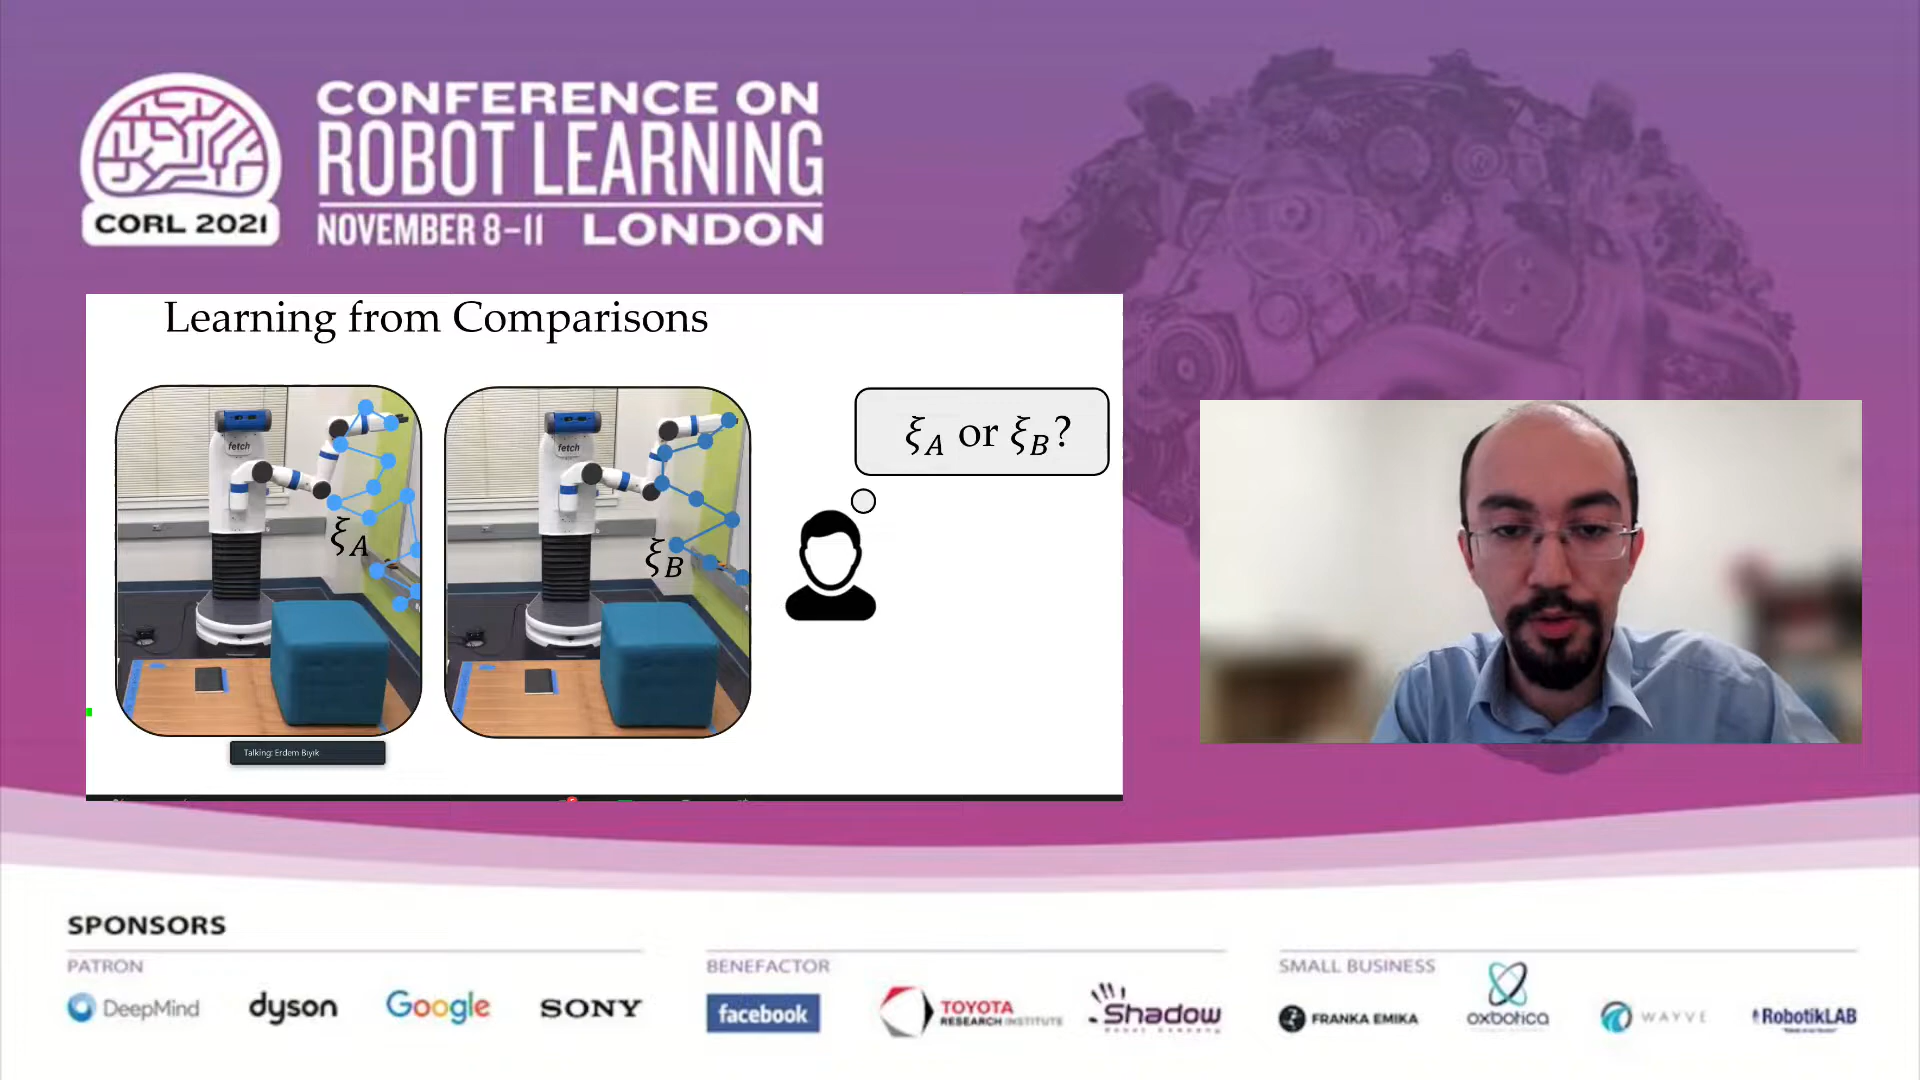 CONFERENCE ON
ROBOT LEARNING
NOVEMBER 8-11 LONDON
CORL 2021
Learning from Comparisons
fetch
fetch
ξA
ξB
ξA or ξB?
Talking: Erdem Bıyık
SPONSORS
PATRON
DeepMind
dyson
Google
SONY
BENEFACTOR
facebook
TOYOTA
RESEARCH INSTITUTE
Shadow
Robot Company
SMALL BUSINESS
FRANKA EMIKA
oxbotica
WAYVE
RobotikLAB